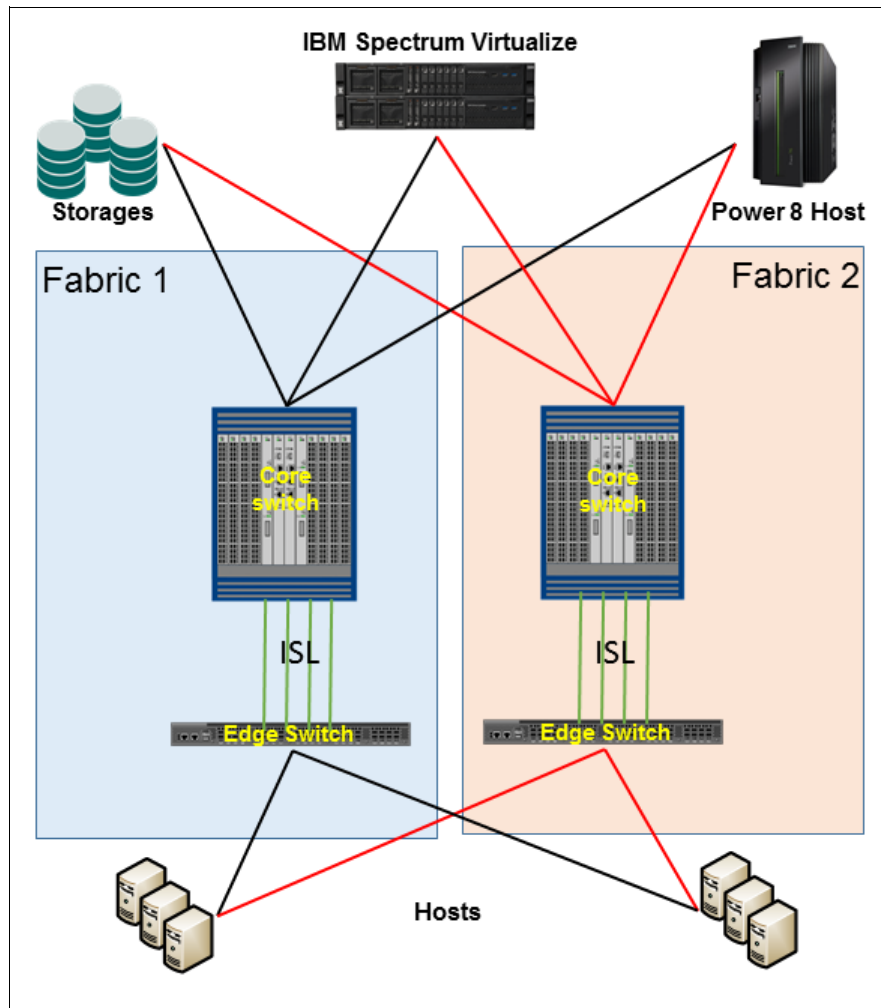 IBM Spectrum Virtualize
Storages
Power 8 Host
Fabric 1
Fabric 2
Core
switch
Core
switch
ISL
ISL
Edge Switch
Edge Switch
Hosts